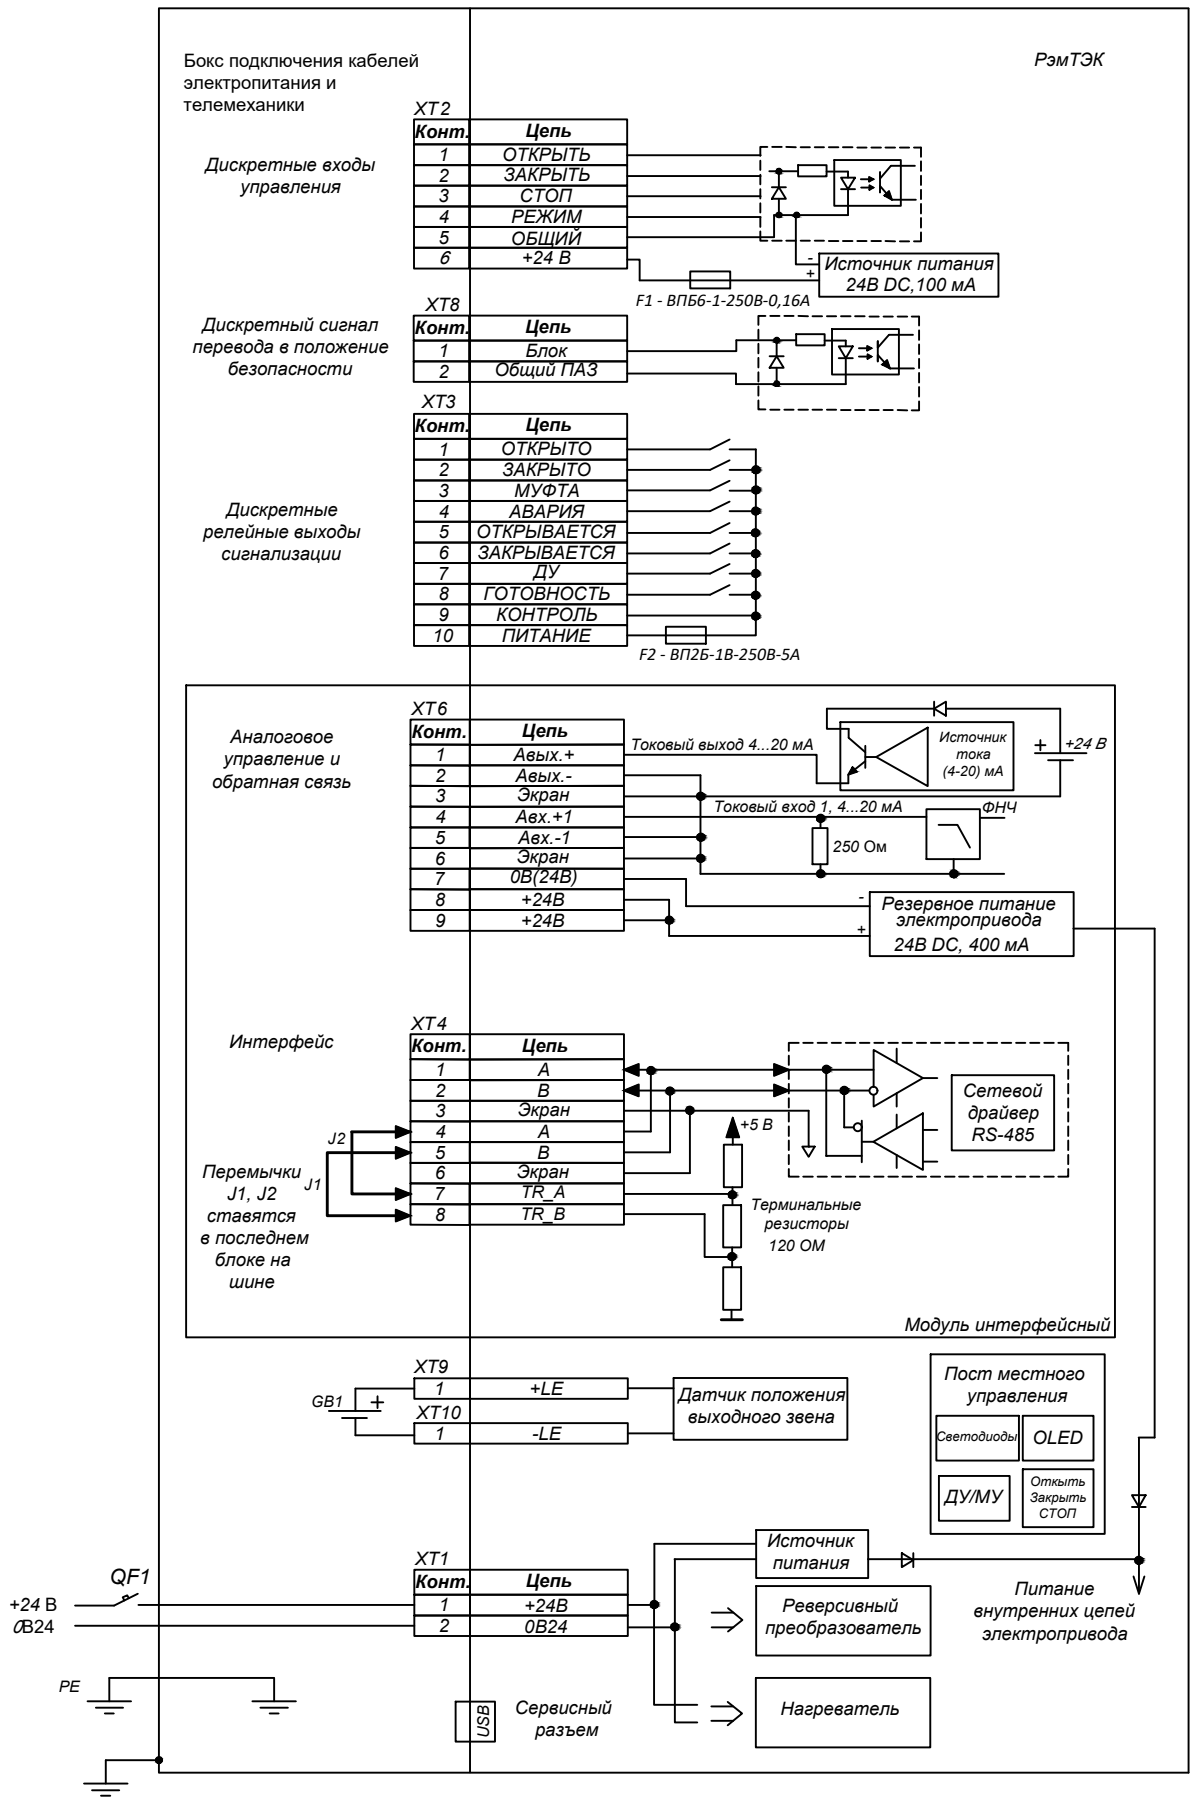 Бокс подключения кабелей
электропитания и
телемеханики
РэмТЭК
XT2
Конт. Цепь
Дискретные входы
управления
1 ОТКРЫТЬ
2 ЗАКРЫТЬ
3 СТОП
4 РЕЖИМ
5 ОБЩИЙ
6 +24 В
-
+
Источник питания
24В DC,100 мА
F1 - ВПБ6-1-250В-0,16А
XT8
Дискретный сигнал
перевода в положение
безопасности
Конт. Цепь
1 Блок
2 Общий ПАЗ
XT3
Конт. Цепь
1 ОТКРЫТО
2 ЗАКРЫТО
3 МУФТА
4 АВАРИЯ
5 ОТКРЫВАЕТСЯ
6 ЗАКРЫВАЕТСЯ
7 ДУ
8 ГОТОВНОСТЬ
9 КОНТРОЛЬ
10 ПИТАНИЕ
Дискретные
релейные выходы
сигнализации
F2 - ВП2Б-1В-250В-5А
XT6
Аналоговое
управление и
обратная связь
Конт. Цепь
1 Авых.+
2 Авых.-
3 Экран
4 Авх.+1
5 Авх.-1
6 Экран
7 0В(24В)
8 +24В
9 +24В
Токовый выход 4...20 мА
Источник
тока
(4-20) мА
+
+24 В
Токовый вход 1, 4...20 мА
ФНЧ
250 Ом
-
+
Резервное питание
электропривода
24В DC, 400 мА
Интерфейс
XT4
Конт. Цепь
1 A
2 B
3 Экран
4 A
5 B
6 Экран
7 TR_A
8 TR_B
J2
J1
Перемычки
J1, J2
ставятся
в последнем
блоке на
шине
+5 В
Сетевой
драйвер
RS-485
Терминальные
резисторы
120 ОМ
Модуль интерфейсный
XT9
1 +LE
GB1
+
XT10
1 -LE
Датчик положения
выходного звена
Пост местного
управления
Светодиоды
OLED
ДУ/МУ
Откыть
Закрыть
СТОП
QF1
+24 В
0В24
XT1
Конт. Цепь
1 +24В
2 0В24
Источник
питания
Реверсивный
преобразователь
Питание
внутренних цепей
электропривода
PE
USB
Сервисный
разъем
Нагреватель